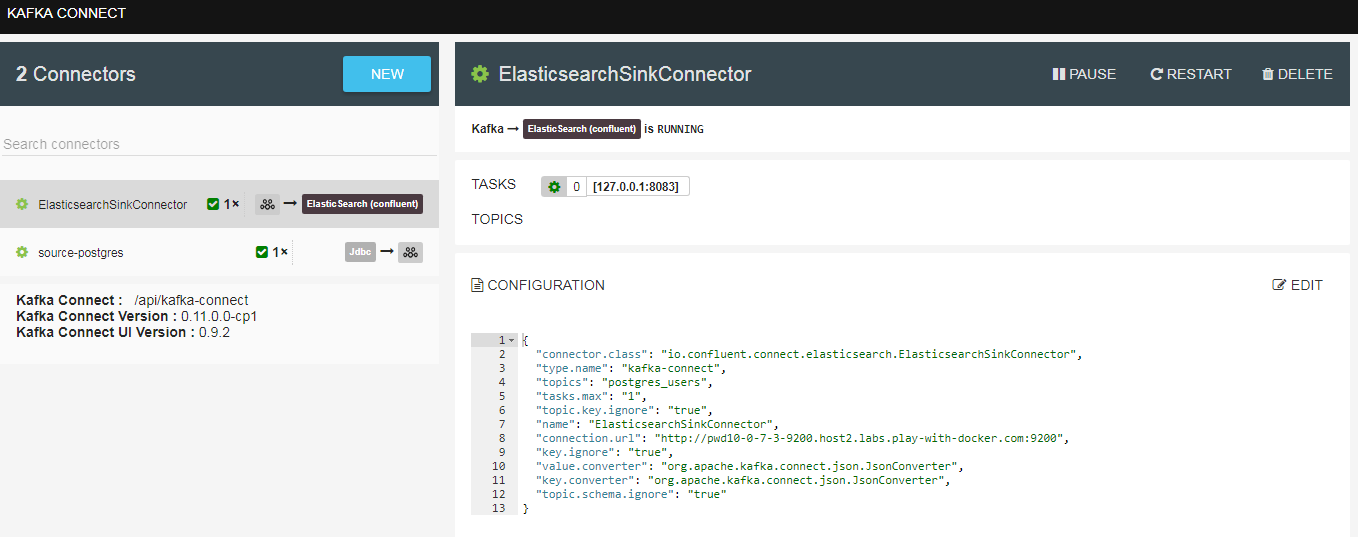 KAFKA CONNECT
2 Connectors
NEW
Search connectors
ElasticsearchSinkConnector 1× ElasticSearch (confluent)
source-postgres 1× Jdbc
Kafka Connect : /api/kafka-connect
Kafka Connect Version : 0.11.0.0-cp1
Kafka Connect UI Version : 0.9.2
ElasticsearchSinkConnector
PAUSE RESTART DELETE
Kafka → ElasticSearch (confluent) is RUNNING
TASKS 0 [127.0.0.1:8083]
TOPICS
CONFIGURATION
EDIT
1 {
2 "connector.class": "io.confluent.connect.elasticsearch.ElasticsearchSinkConnector",
3 "type.name": "kafka-connect",
4 "topics": "postgres_users",
5 "tasks.max": "1",
6 "topic.key.ignore": "true",
7 "name": "ElasticsearchSinkConnector",
8 "connection.url": "http://pwd10-0-7-3-9200.host2.labs.play-with-docker.com:9200",
9 "key.ignore": "true",
10 "value.converter": "org.apache.kafka.connect.json.JsonConverter",
11 "key.converter": "org.apache.kafka.connect.json.JsonConverter",
12 "topic.schema.ignore": "true"
13 }